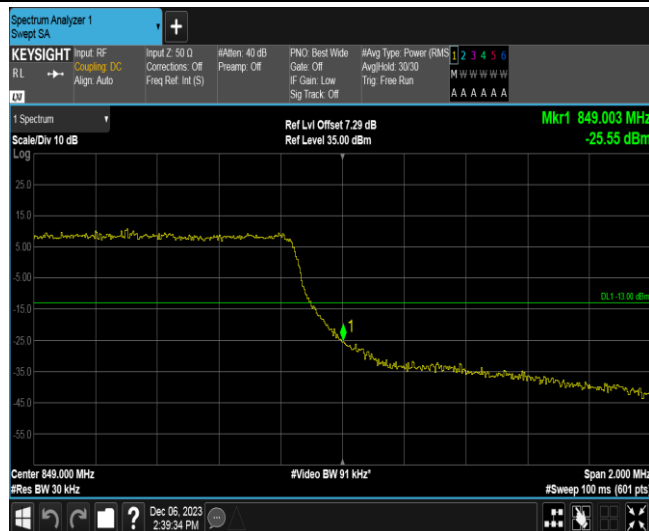 Spectrum Analyzer 1
Swept SA
+
KEYSIGHT
RL
Input: RF
Coupling: DC
Align: Auto
Input Z: 50 Ω
Corrections: Off
Freq Ref: Int (S)
#Atten: 40 dB
Preamp: Off
PNO: Best Wide
Gate: Off
IF Gain: Low
Sig Track: Off
#Avg Type: Power (RMS
Avg|Hold: 30/30
Trig: Free Run
1 2 3 4 5 6
M W W W W W
A A A A A A
LXI
1 Spectrum
Scale/Div 10 dB
Log
Ref Lvl Offset 7.29 dB
Ref Level 35.00 dBm
Mkr1 849.003 MHz
-25.55 dBm
25.0
15.0
5.00
-5.00
DL1 -13.00 dBm
-15.0
1
-25.0
-35.0
-45.0
-55.0
Center 849.000 MHz
#Res BW 30 kHz
#Video BW 91 kHz*
Span 2.000 MHz
#Sweep 100 ms (601 pts)
?
Dec 06, 2023
2:39:34 PM